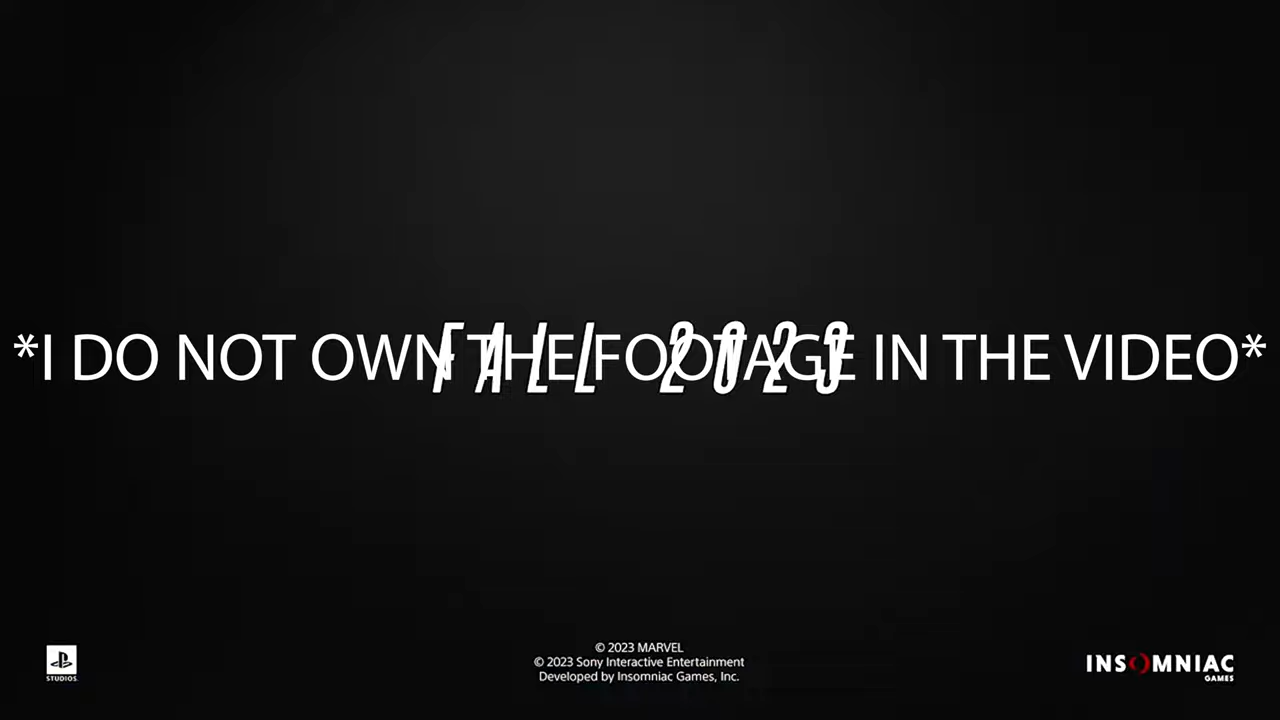 *I DO NOT OWN THE FOOTAGE IN THE VIDEO*
FALL 2023
© 2023 MARVEL
© 2023 Sony Interactive Entertainment
Developed by Insomniac Games, Inc.
STUDIOS
INSOMNIAC
GAMES